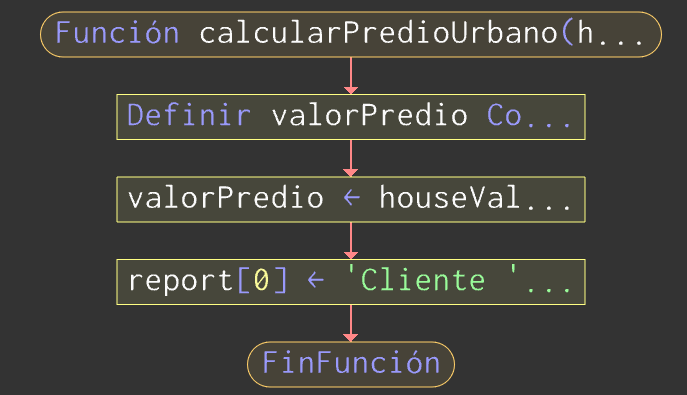 Función calcularPredioUrbano(h...
Definir valorPredio Co...
valorPredio ← houseVal...
report[0] ← 'Cliente '...
FinFunción